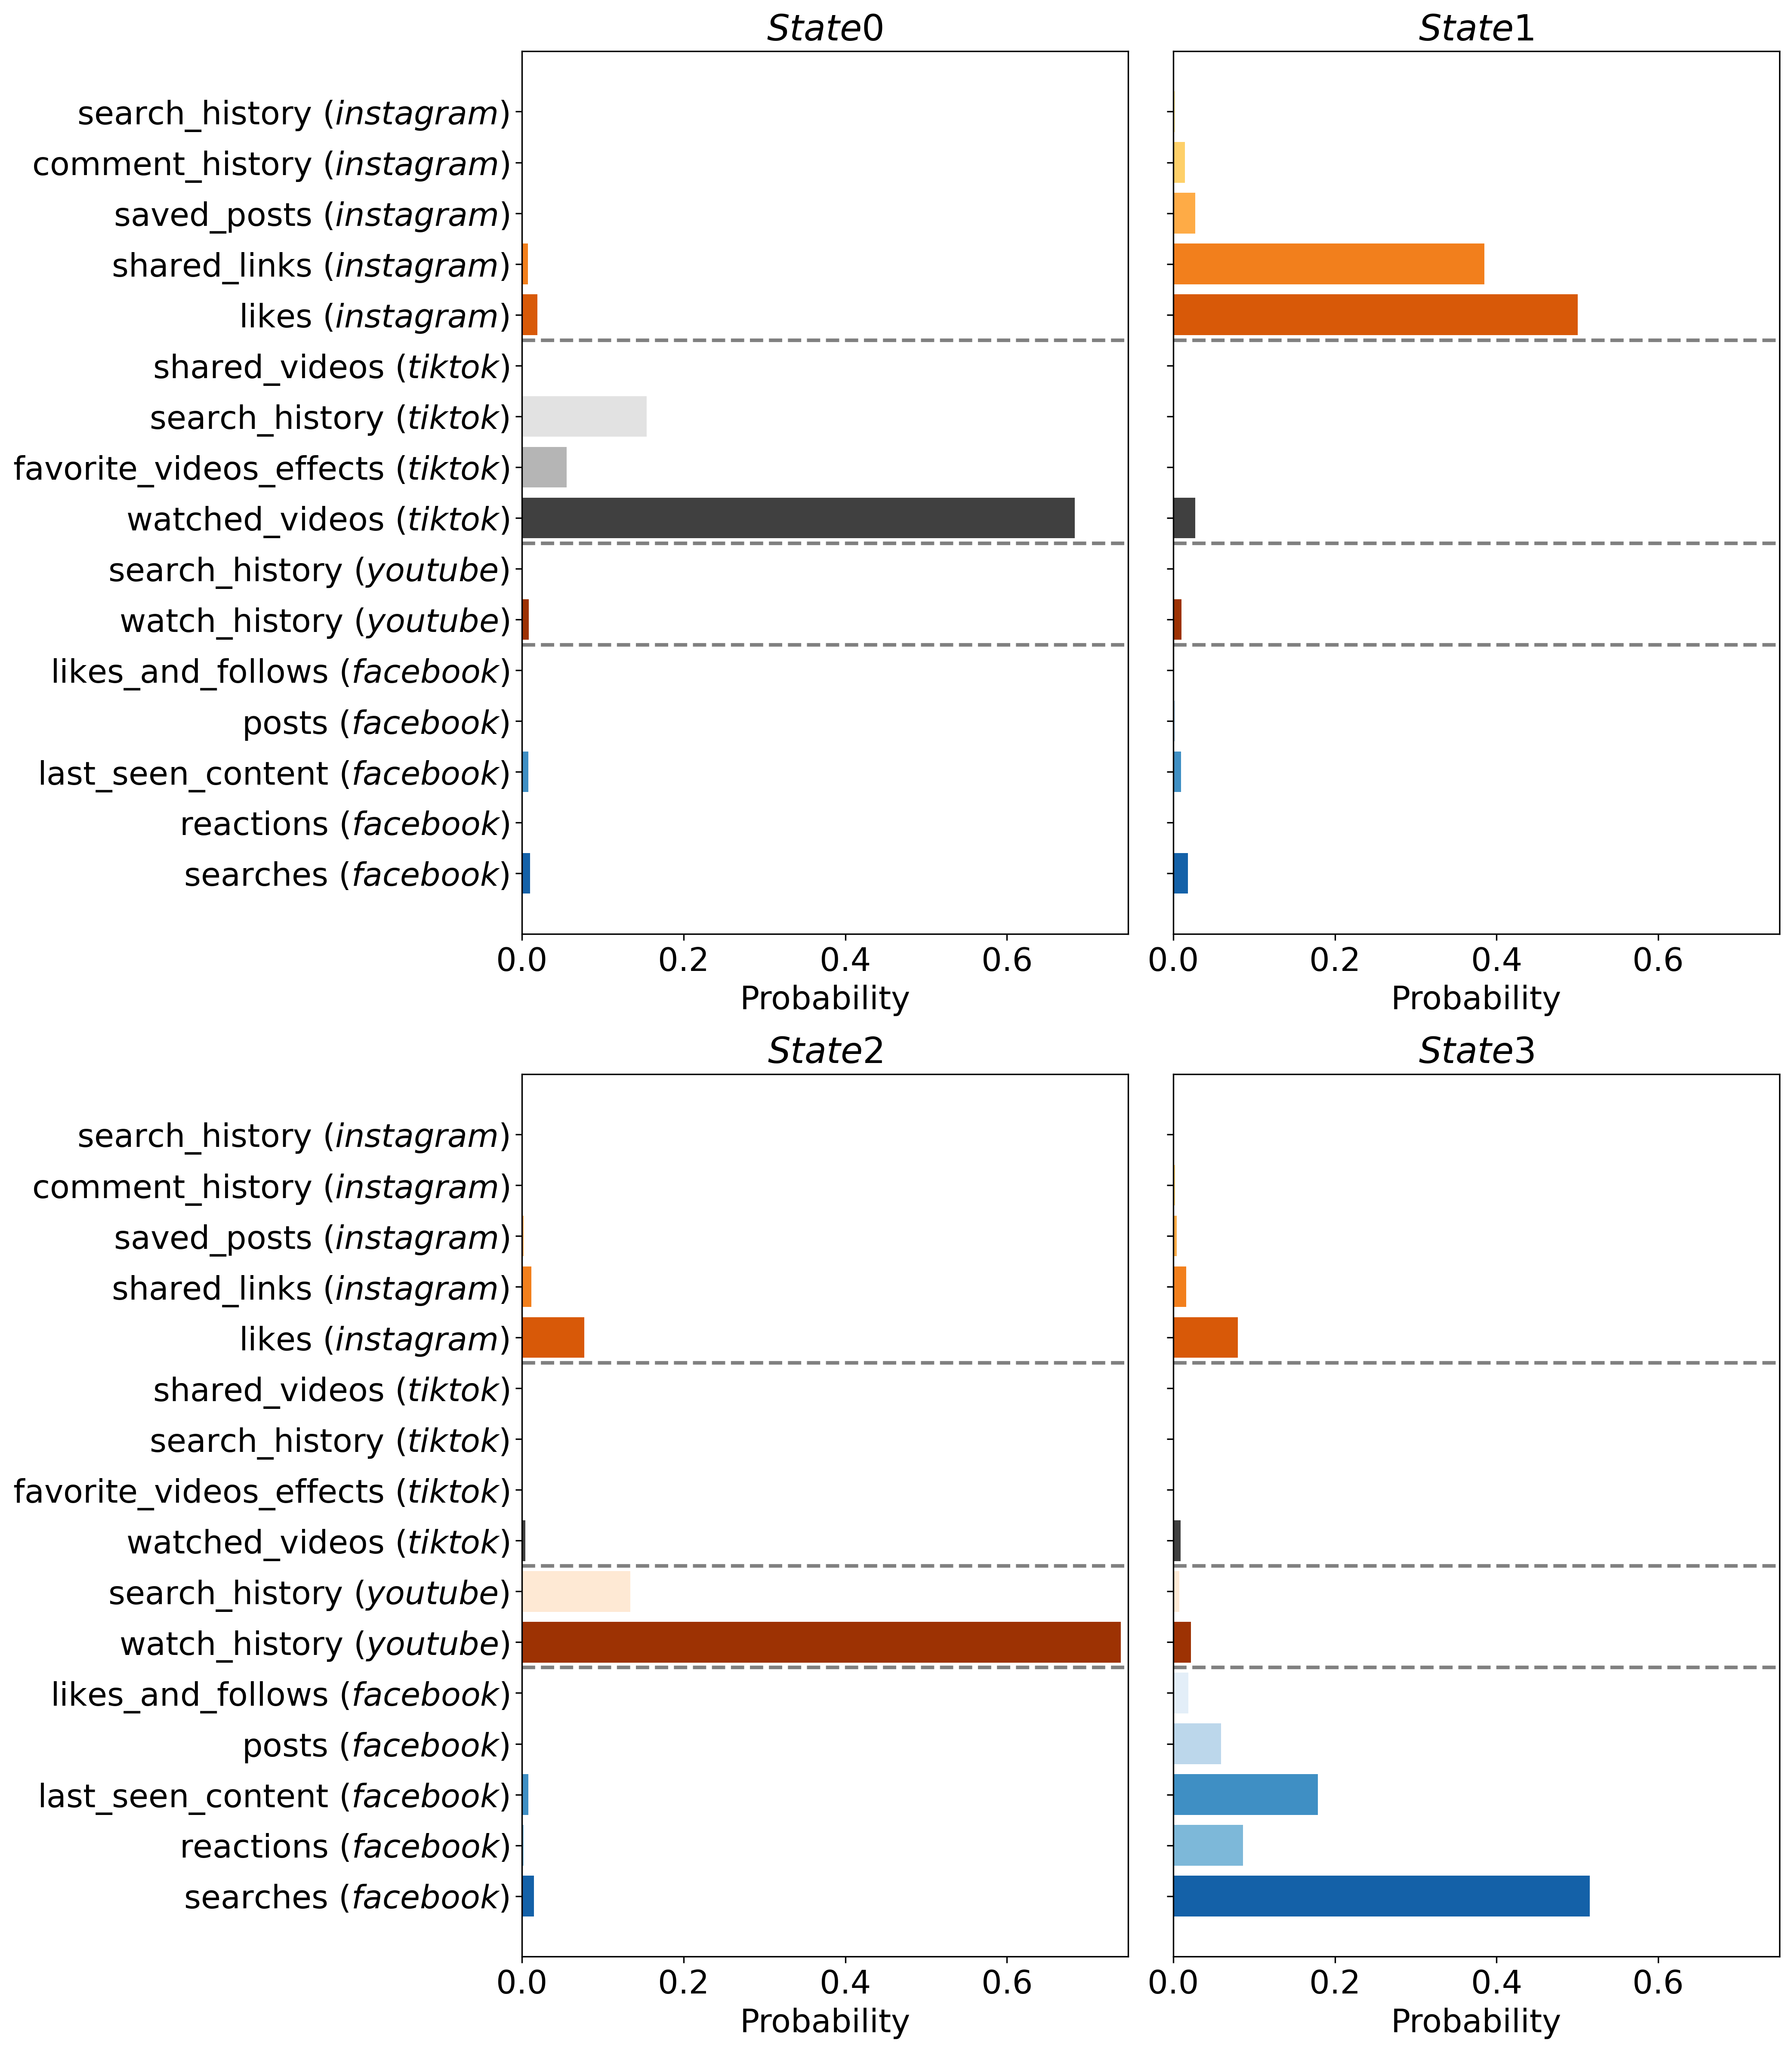 State0
State1
search_history (instagram)
comment_history (instagram)
saved_posts (instagram)
shared_links (instagram)
likes (instagram)
shared_videos (tiktok)
search_history (tiktok)
favorite_videos_effects (tiktok)
watched_videos (tiktok)
search_history (youtube)
watch_history (youtube)
likes_and_follows (facebook)
posts (facebook)
last_seen_content (facebook)
reactions (facebook)
searches (facebook)
0.0 0.2 0.4 0.6
Probability
0.0 0.2 0.4 0.6
Probability
State2
State3
search_history (instagram)
comment_history (instagram)
saved_posts (instagram)
shared_links (instagram)
likes (instagram)
shared_videos (tiktok)
search_history (tiktok)
favorite_videos_effects (tiktok)
watched_videos (tiktok)
search_history (youtube)
watch_history (youtube)
likes_and_follows (facebook)
posts (facebook)
last_seen_content (facebook)
reactions (facebook)
searches (facebook)
0.0 0.2 0.4 0.6
Probability
0.0 0.2 0.4 0.6
Probability